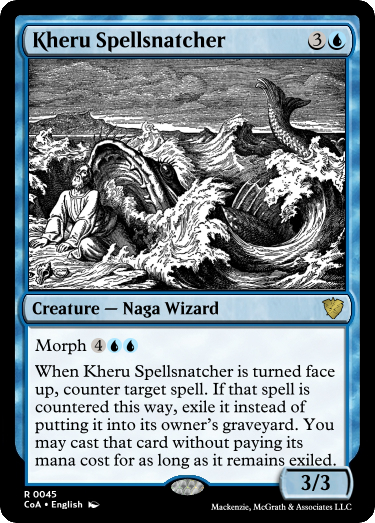 Kheru Spellsnatcher 3
Creature — Naga Wizard
Morph 4
When Kheru Spellsnatcher is turned face
up, counter target spell. If that spell is
countered this way, exile it instead of
putting it into its owner's graveyard. You
may cast that card without paying its
mana cost for as long as it remains exiled.
3/3
R 0045
CoA • English
Mackenzie, McGrath & Associates LLC